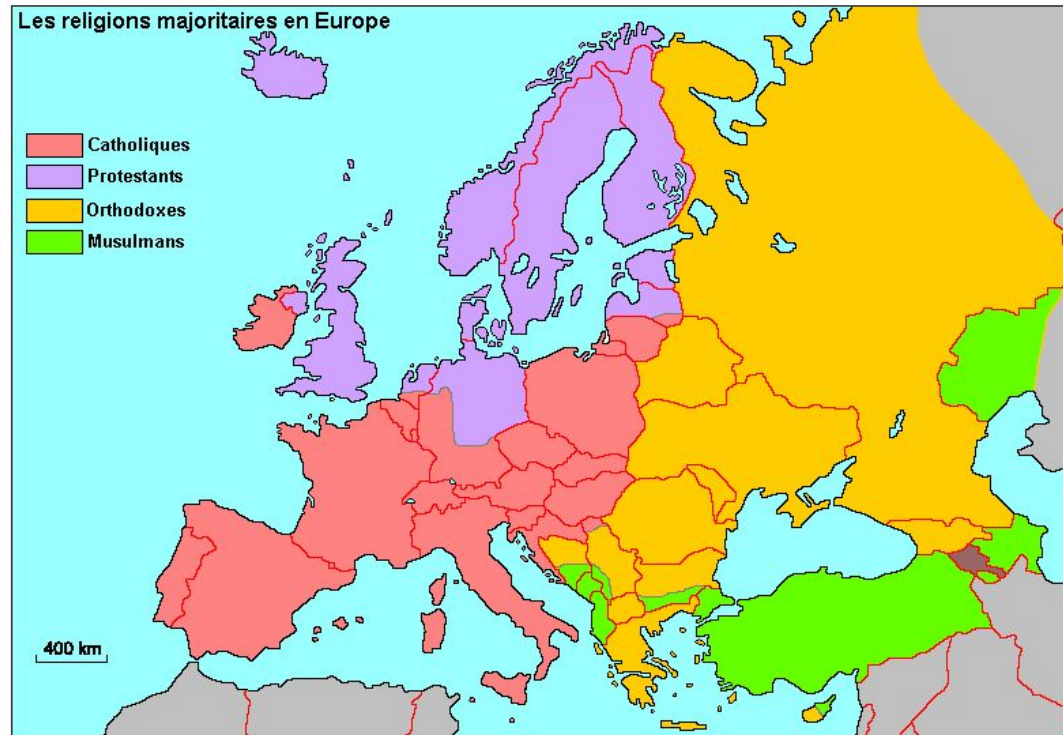 Les religions majoritaires en Europe
Catholiques
Protestants
Orthodoxes
Musulmans
400 km